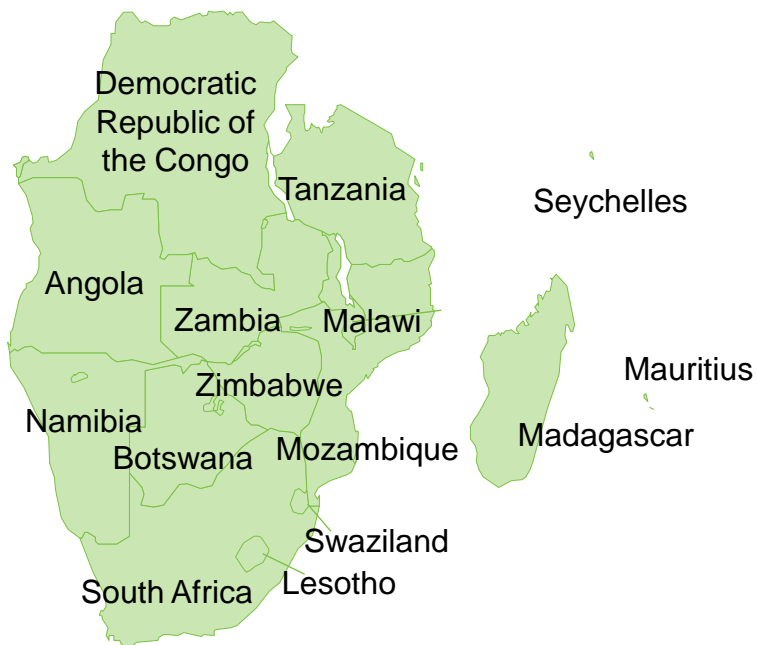 Democratic
Republic of
the Congo
Tanzania
Seychelles
Angola
Zambia
Malawi
Zimbabwe
Mauritius
Namibia
Botswana
Mozambique
Madagascar
Swaziland
South Africa
Lesotho